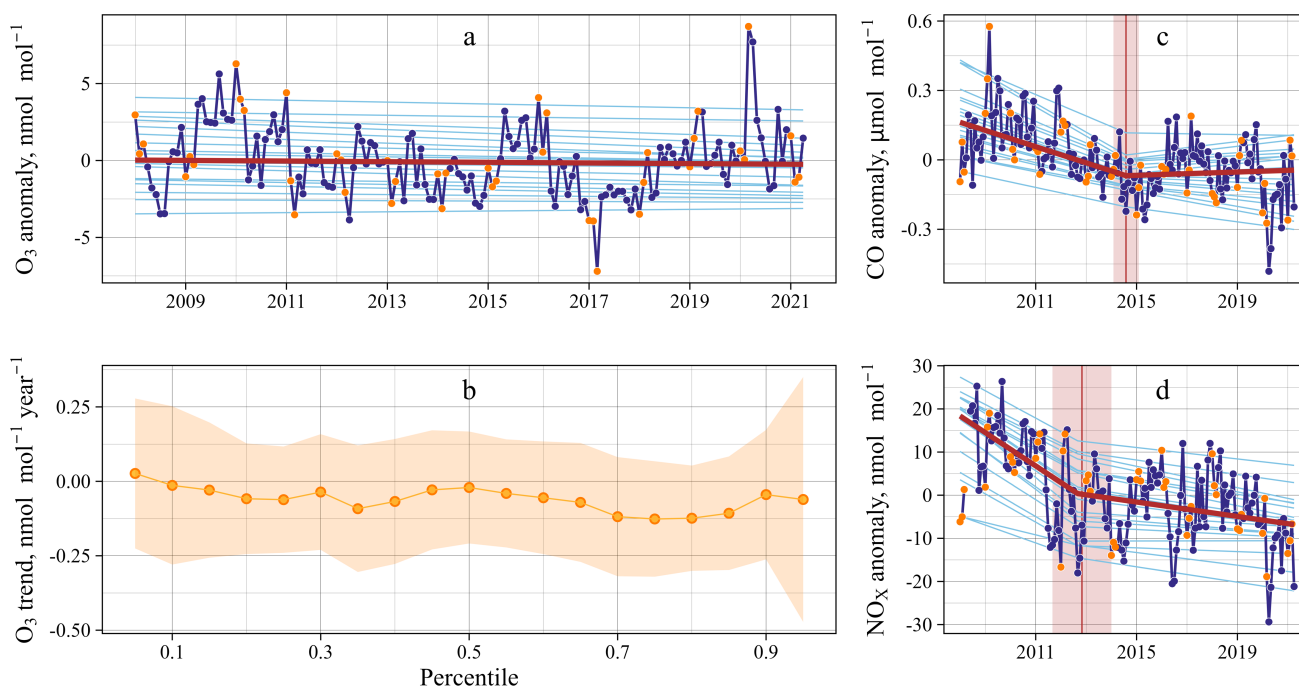 a
O₃ anomaly, nmol mol⁻¹
5
0
-5
2009 2011 2013 2015 2017 2019 2021
c
CO anomaly, μmol mol⁻¹
0.6
0.3
0
-0.3
2011 2015 2019
b
O₃ trend, nmol mol⁻¹ year⁻¹
0.25
0.00
-0.25
-0.50
0.1 0.3 0.5 0.7 0.9
Percentile
d
NOX anomaly, nmol mol⁻¹
30
20
10
0
-10
-20
-30
2011 2015 2019